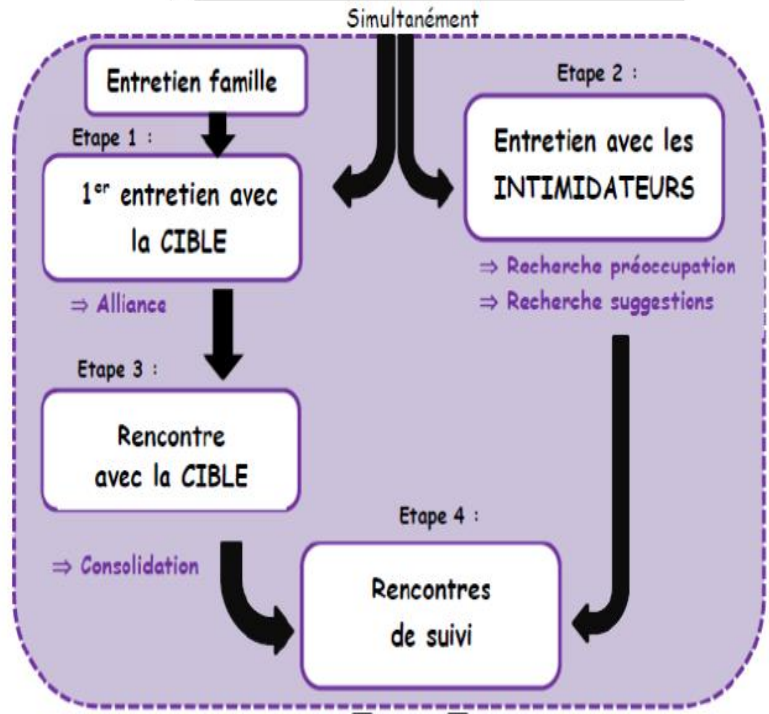 Simultanément
Entretien famille
Etape 1 :
1er entretien avec
la CIBLE
⇒ Alliance
Etape 2 :
Entretien avec les
INTIMIDATEURS
⇒ Recherche préoccupation
⇒ Recherche suggestions
Etape 3 :
Rencontre
avec la CIBLE
⇒ Consolidation
Etape 4 :
Rencontres
de suivi